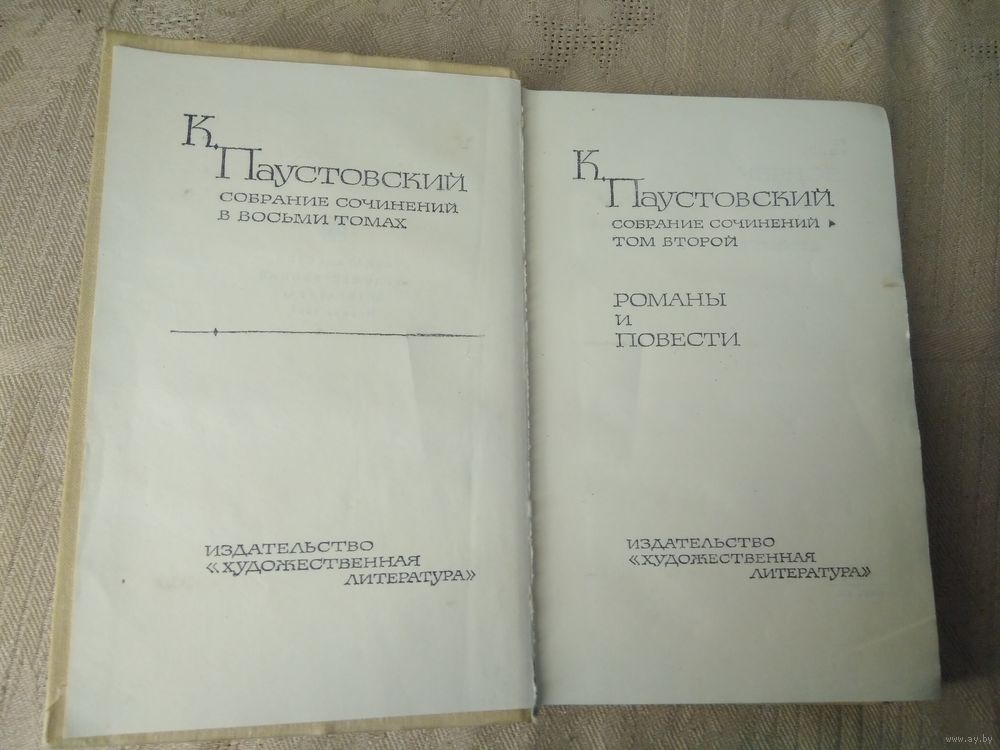 К.
Паустовский
СОБРАНИЕ СОЧИНЕНИЙ
В ВОСЬМИ ТОМАХ
ИЗДАТЕЛЬСТВО
«ХУДОЖЕСТВЕННАЯ
ЛИТЕРАТУРА»
К.
Паустовский
СОБРАНИЕ СОЧИНЕНИЙ
ТОМ ВТОРОЙ
РОМАНЫ
И
ПОВЕСТИ
ИЗДАТЕЛЬСТВО
«ХУДОЖЕСТВЕННАЯ
ЛИТЕРАТУРА»
www.ay.by